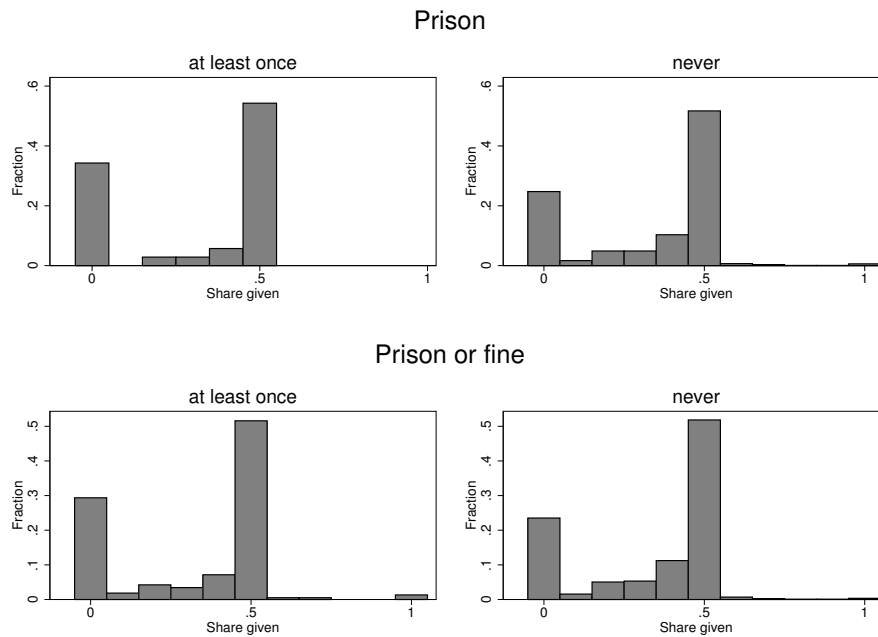 Prison
at least once
never
.6
.4
.2
0
Fraction
0
.5
1
Share given
.6
.4
.2
0
Fraction
0
.5
1
Share given
Prison or fine
at least once
never
.5
.4
.3
.2
.1
0
Fraction
0
.5
1
Share given
.5
.4
.3
.2
.1
0
Fraction
0
.5
1
Share given